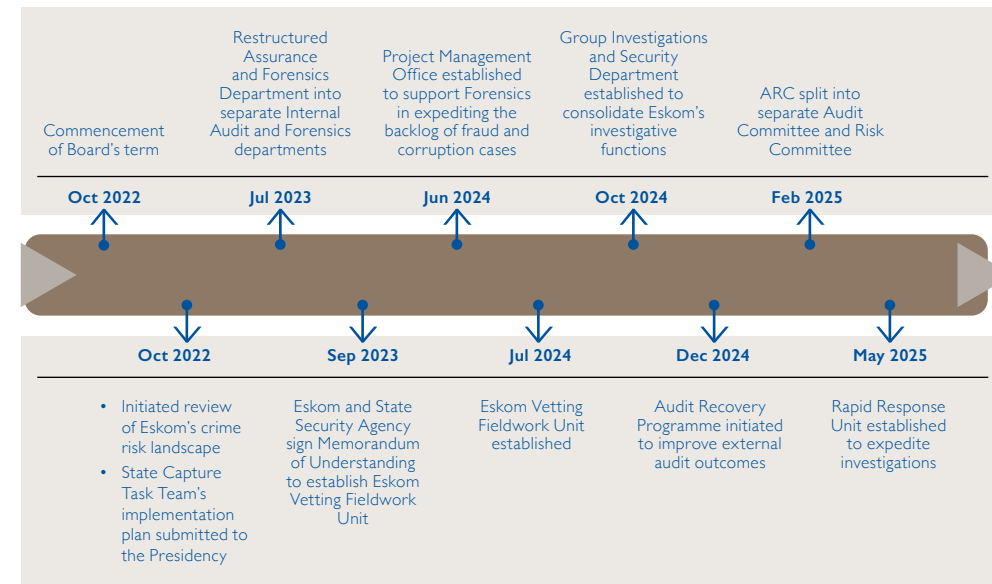 Commencement
of Board's term
Oct 2022
Restructured
Assurance
and Forensics
Department into
separate Internal
Audit and Forensics
departments
Jul 2023
Project Management
Office established
to support Forensics
in expediting the
backlog of fraud and
corruption cases
Jun 2024
Group Investigations
and Security
Department
established to
consolidate Eskom's
investigative
functions
Oct 2024
ARC split into
separate Audit
Committee and Risk
Committee
Feb 2025
Oct 2022
• Initiated review
of Eskom's crime
risk landscape
• State Capture
Task Team's
implementation
plan submitted to
the Presidency
Sep 2023
Eskom and State
Security Agency
sign Memorandum
of Understanding
to establish Eskom
Vetting Fieldwork
Unit
Jul 2024
Eskom Vetting
Fieldwork Unit
established
Dec 2024
Audit Recovery
Programme initiated
to improve external
audit outcomes
May 2025
Rapid Response
Unit established
to expedite
investigations